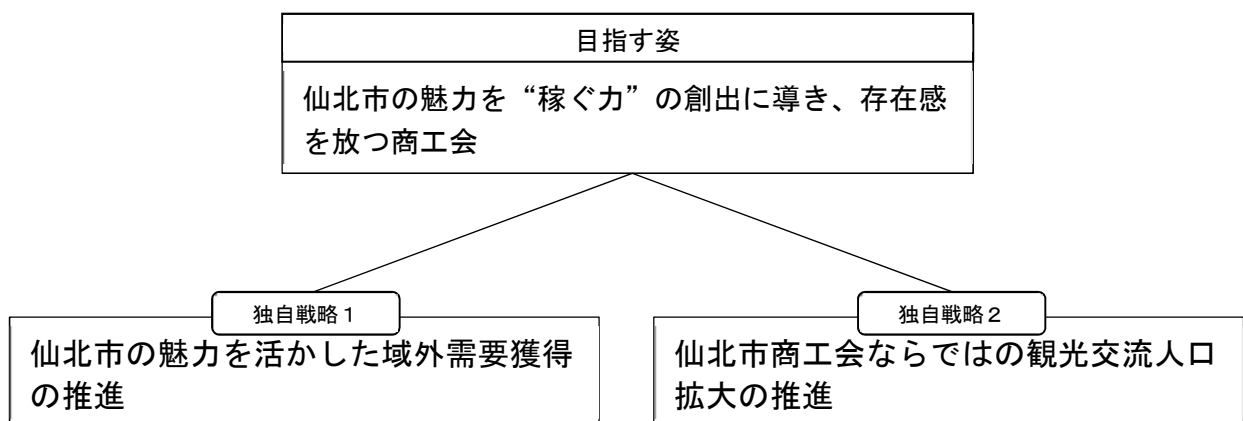 目指す姿
仙北市の魅力を“稼ぐ力”の創出に導き、存在感
を放つ商工会
独自戦略１
仙北市の魅力を活かした域外需要獲得
の推進
独自戦略２
仙北市商工会ならではの観光交流人口
拡大の推進